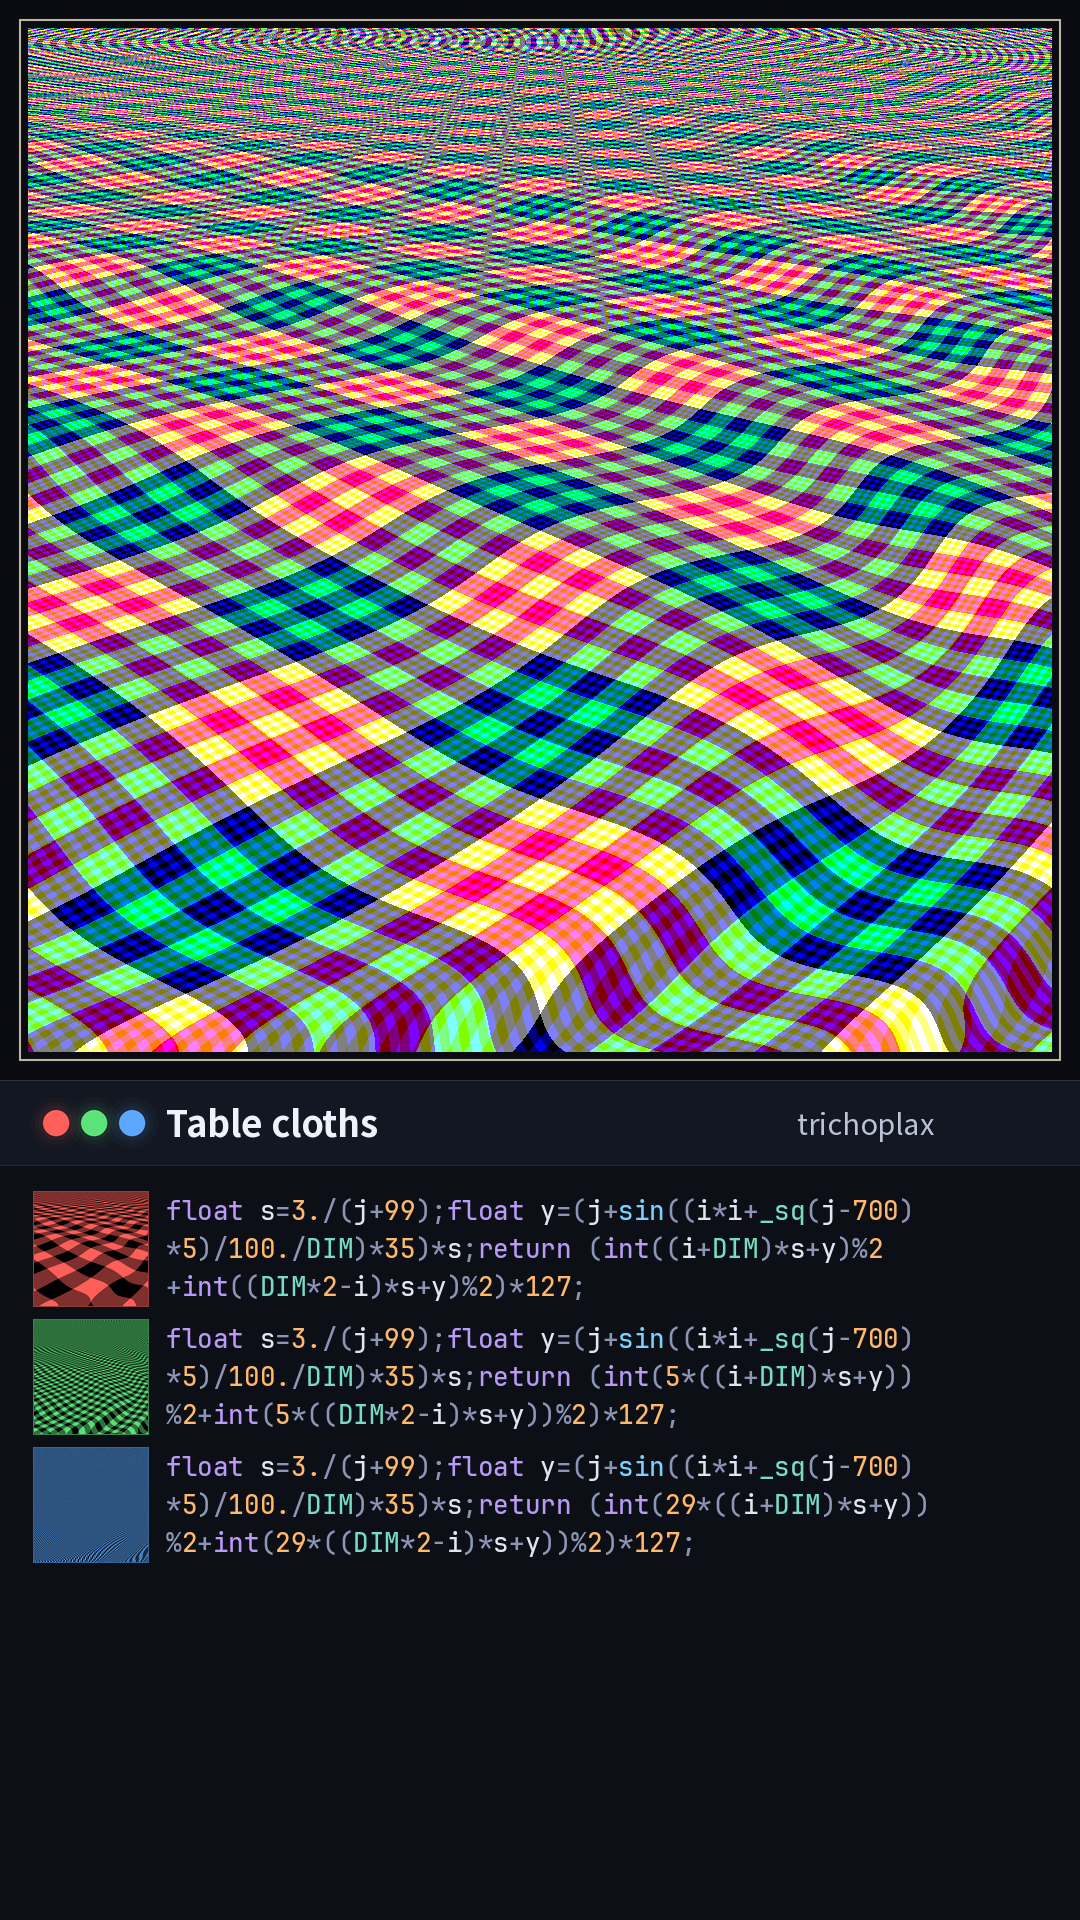 Table cloths
trichoplax
float s=3./(j+99);float y=(j+sin((i*i+_sq(j-700)
*5)/100./DIM)*35)*s;return (int((i+DIM)*s+y)%2
+int((DIM*2-i)*s+y)%2)*127;
float s=3./(j+99);float y=(j+sin((i*i+_sq(j-700)
*5)/100./DIM)*35)*s;return (int(5*((i+DIM)*s+y))
%2+int(5*((DIM*2-i)*s+y))%2)*127;
float s=3./(j+99);float y=(j+sin((i*i+_sq(j-700)
*5)/100./DIM)*35)*s;return (int(29*((i+DIM)*s+y))
%2+int(29*((DIM*2-i)*s+y))%2)*127;